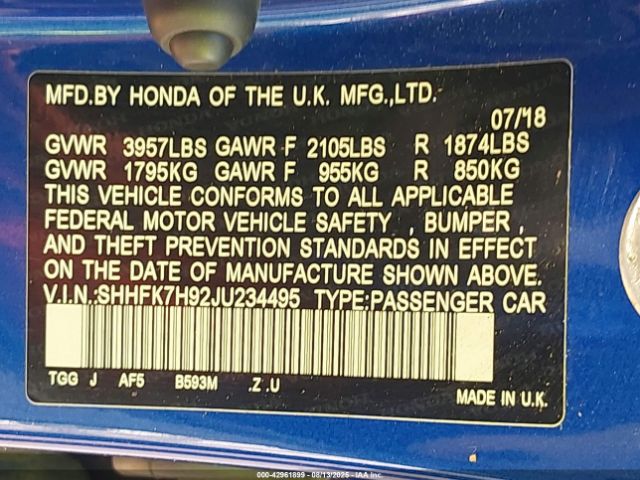 MFD.BY HONDA OF THE U.K. MFG.,LTD.
07/18
GVWR 3957LBS GAWR F 2105LBS R 1874LBS
GVWR 1795KG GAWR F 955KG R 850KG
THIS VEHICLE CONFORMS TO ALL APPLICABLE
FEDERAL MOTOR VEHICLE SAFETY , BUMPER ,
AND THEFT PREVENTION STANDARDS IN EFFECT
ON THE DATE OF MANUFACTURE SHOWN ABOVE.
V.I.N.:SHHFK7H92JU234495 TYPE:PASSENGER CAR
TGG J AF5 B593M .Z .U
MADE IN U.K.
000-42961899 - 08/13/2025 - IAAI.COM